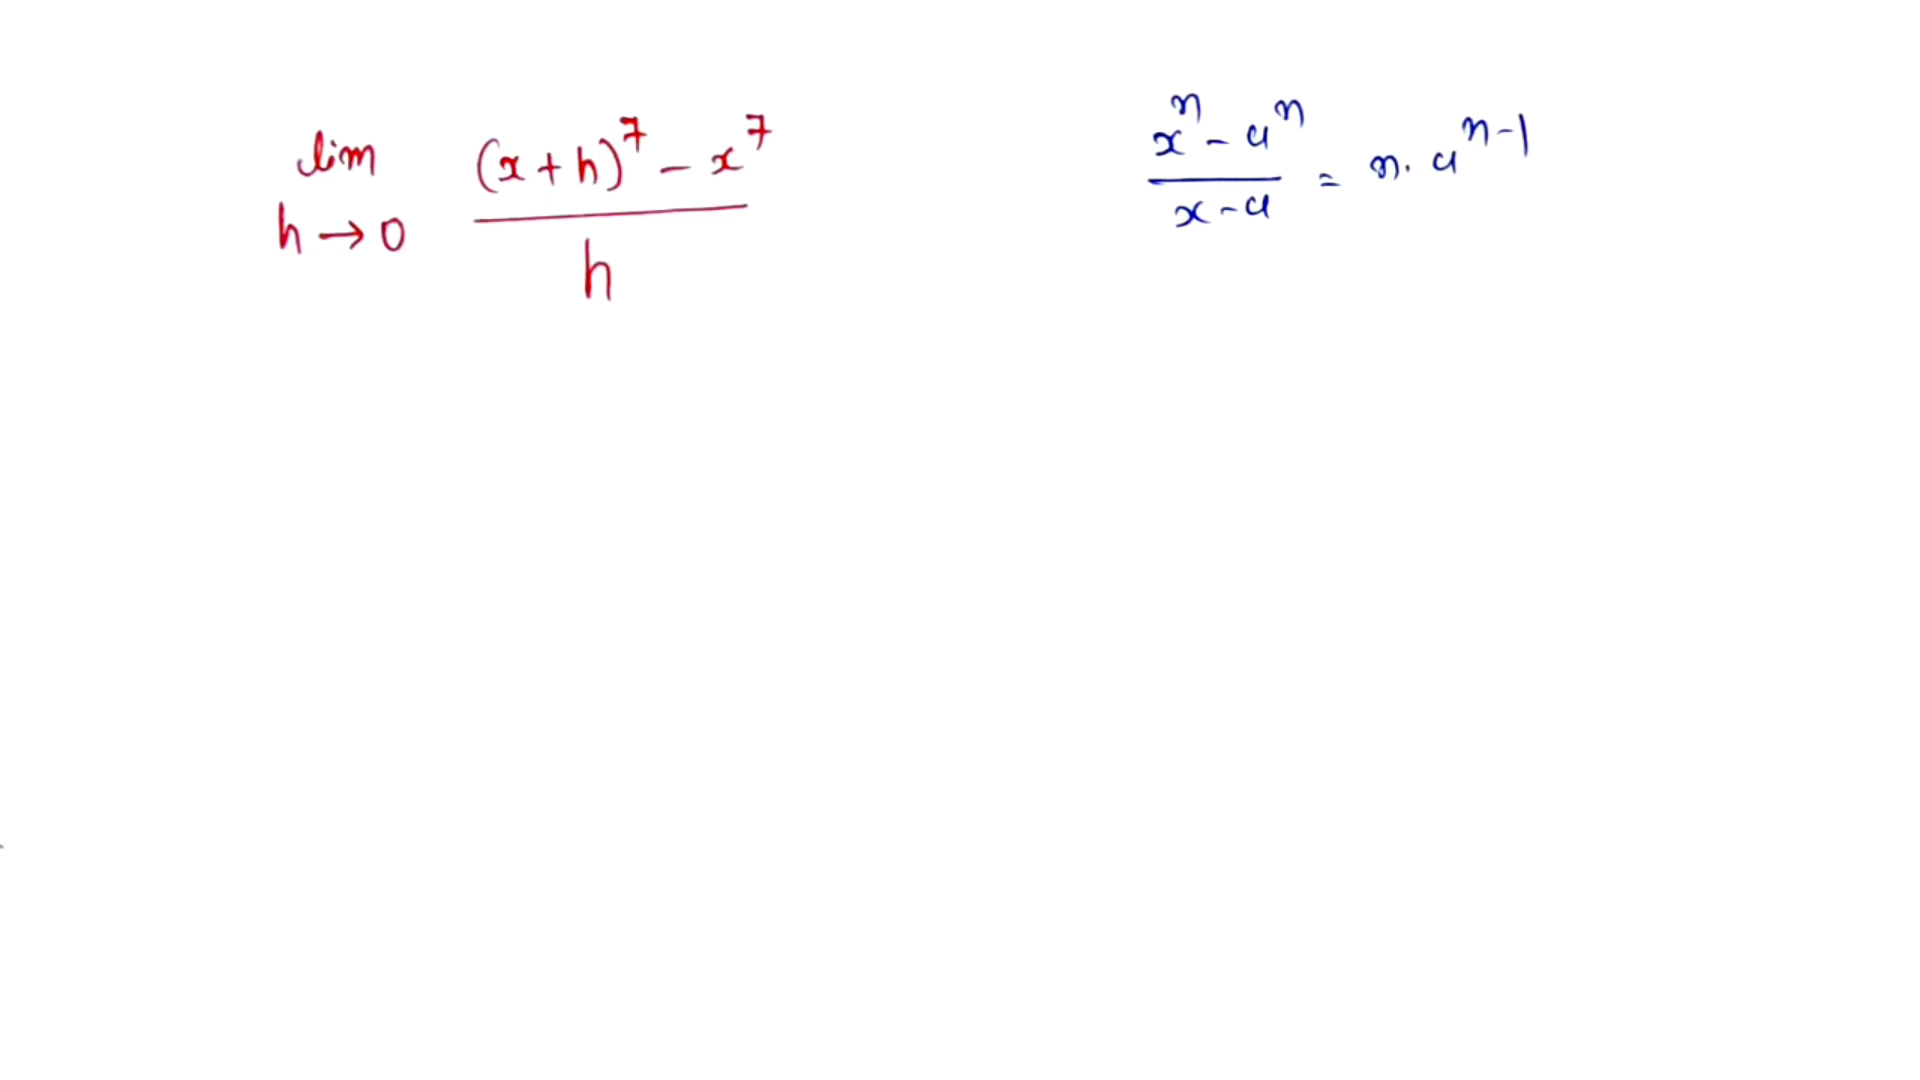 lim h→0 ((x+h)^7 - x^7)/h
(x^n - a^n)/(x-a) = n. a^(n-1)